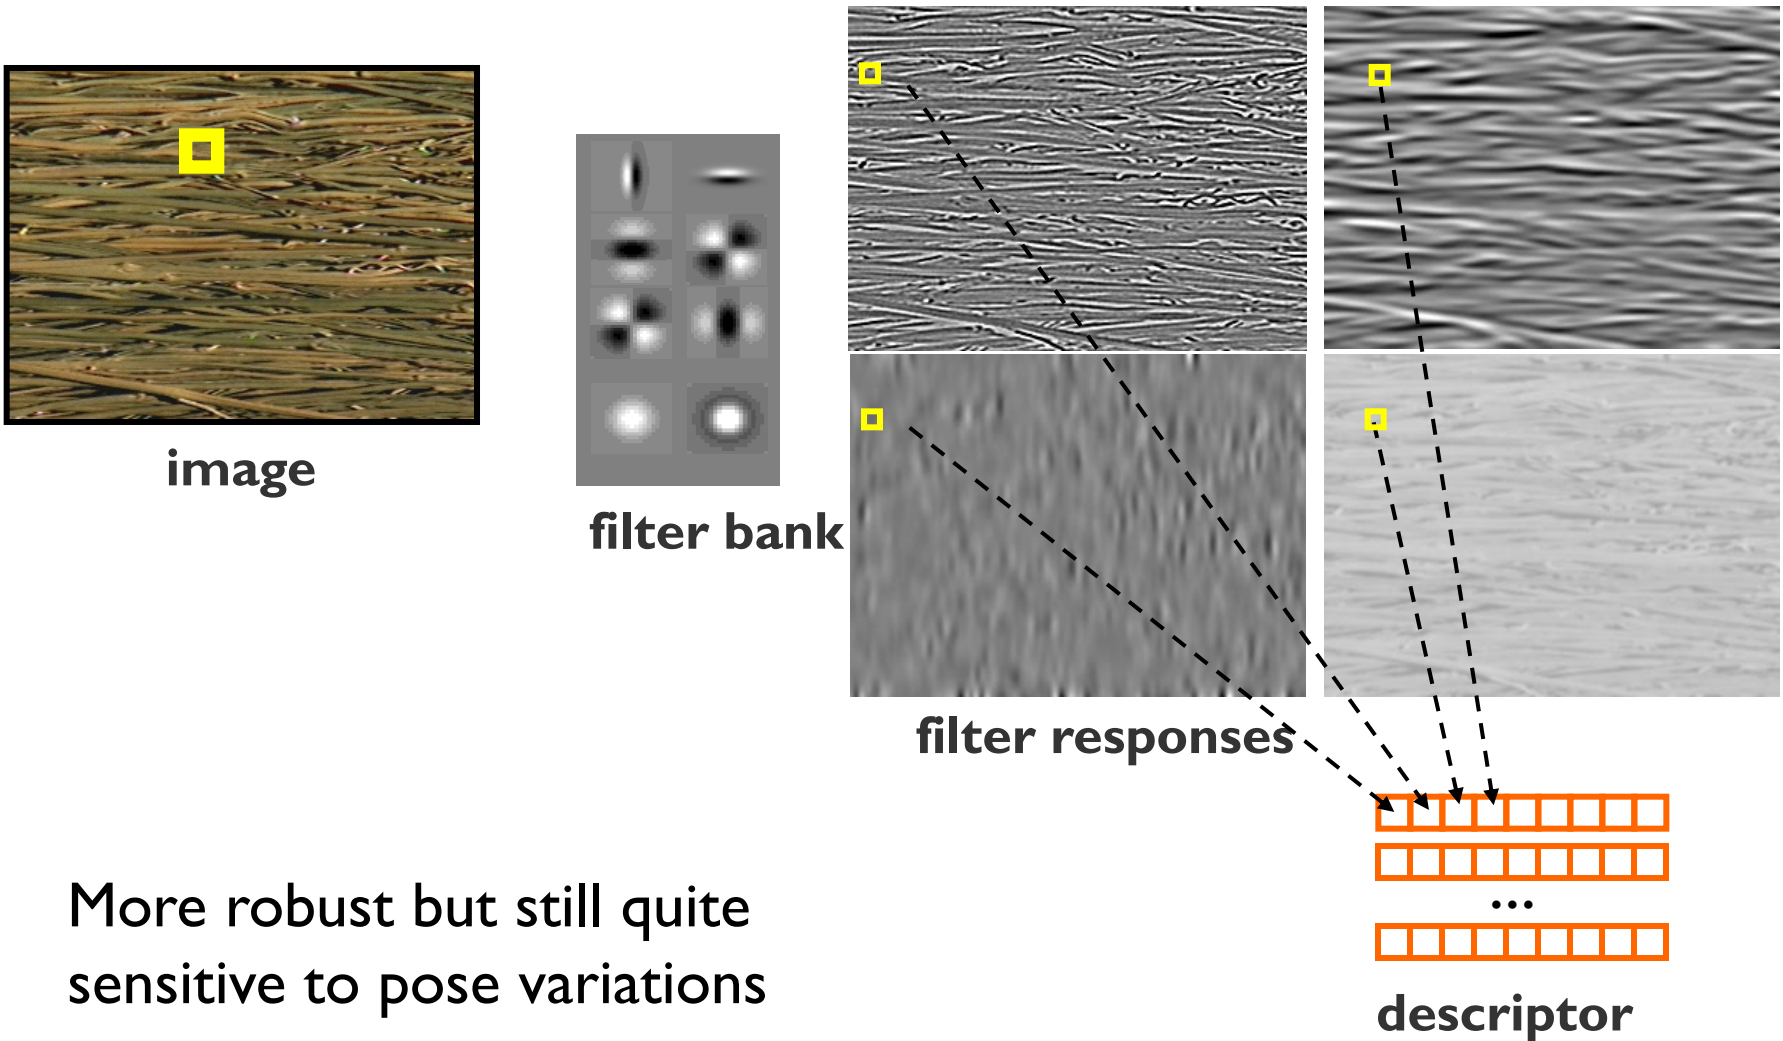 image
filter bank
filter responses
More robust but still quite
sensitive to pose variations
...
descriptor